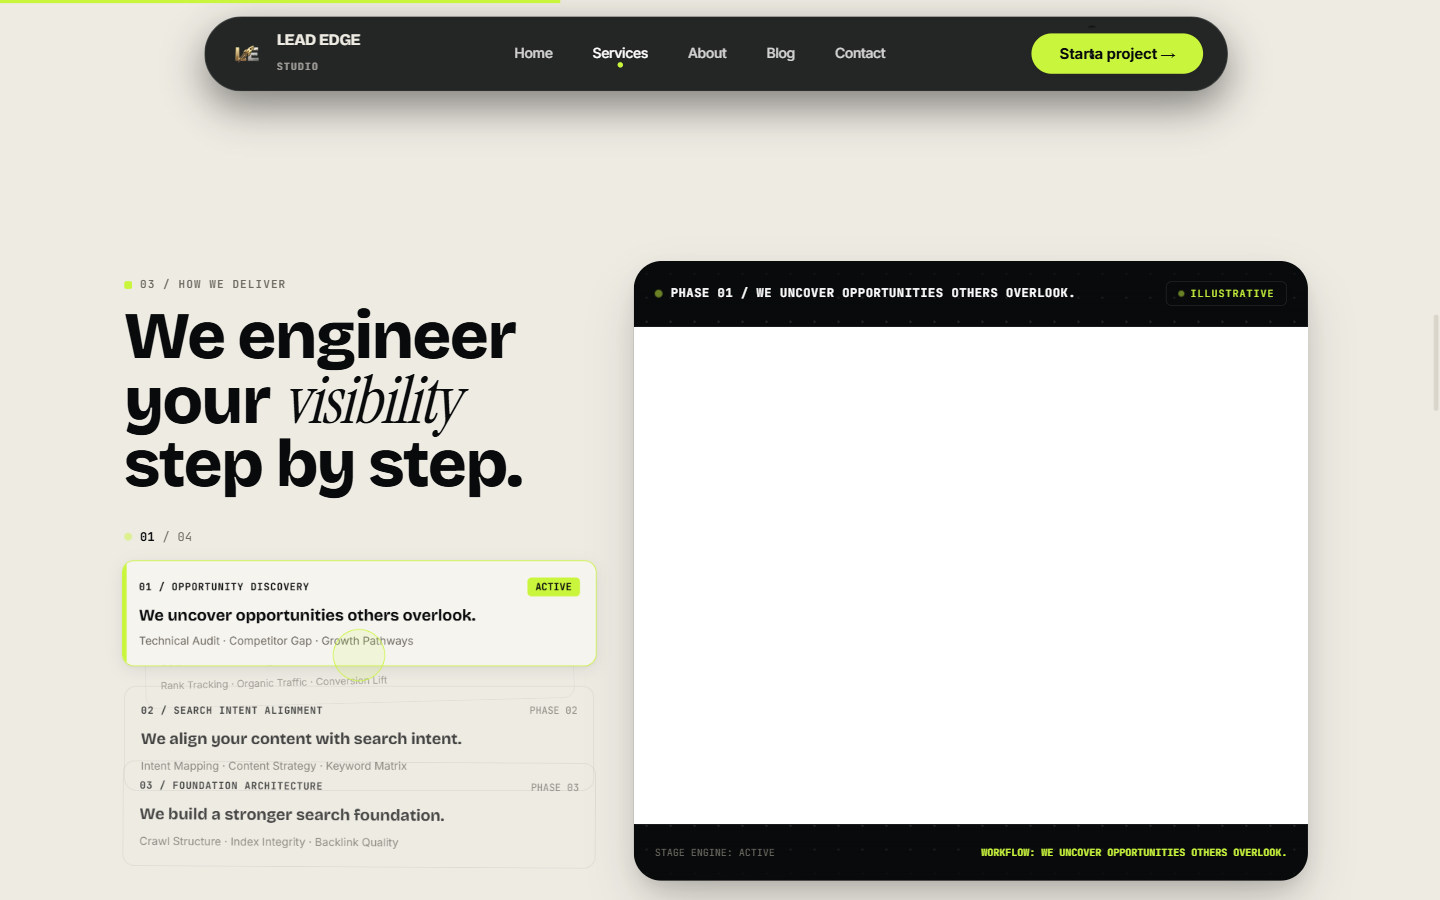 LEAD EDGE
STUDIO
Home
Services
About
Blog
Contact
Start a project →
03 / HOW WE DELIVER
We engineer
your visibility
step by step.
01 / 04
01 / OPPORTUNITY DISCOVERY
ACTIVE
We uncover opportunities others overlook.
Technical Audit · Competitor Gap · Growth Pathways
Rank Tracking · Organic Traffic · Conversion Lift
02 / SEARCH INTENT ALIGNMENT
PHASE 02
We align your content with search intent.
Intent Mapping · Content Strategy · Keyword Matrix
03 / FOUNDATION ARCHITECTURE
PHASE 03
We build a stronger search foundation.
Crawl Structure · Index Integrity · Backlink Quality
PHASE 01 / WE UNCOVER OPPORTUNITIES OTHERS OVERLOOK.
ILLUSTRATIVE
STAGE ENGINE: ACTIVE
WORKFLOW: WE UNCOVER OPPORTUNITIES OTHERS OVERLOOK.